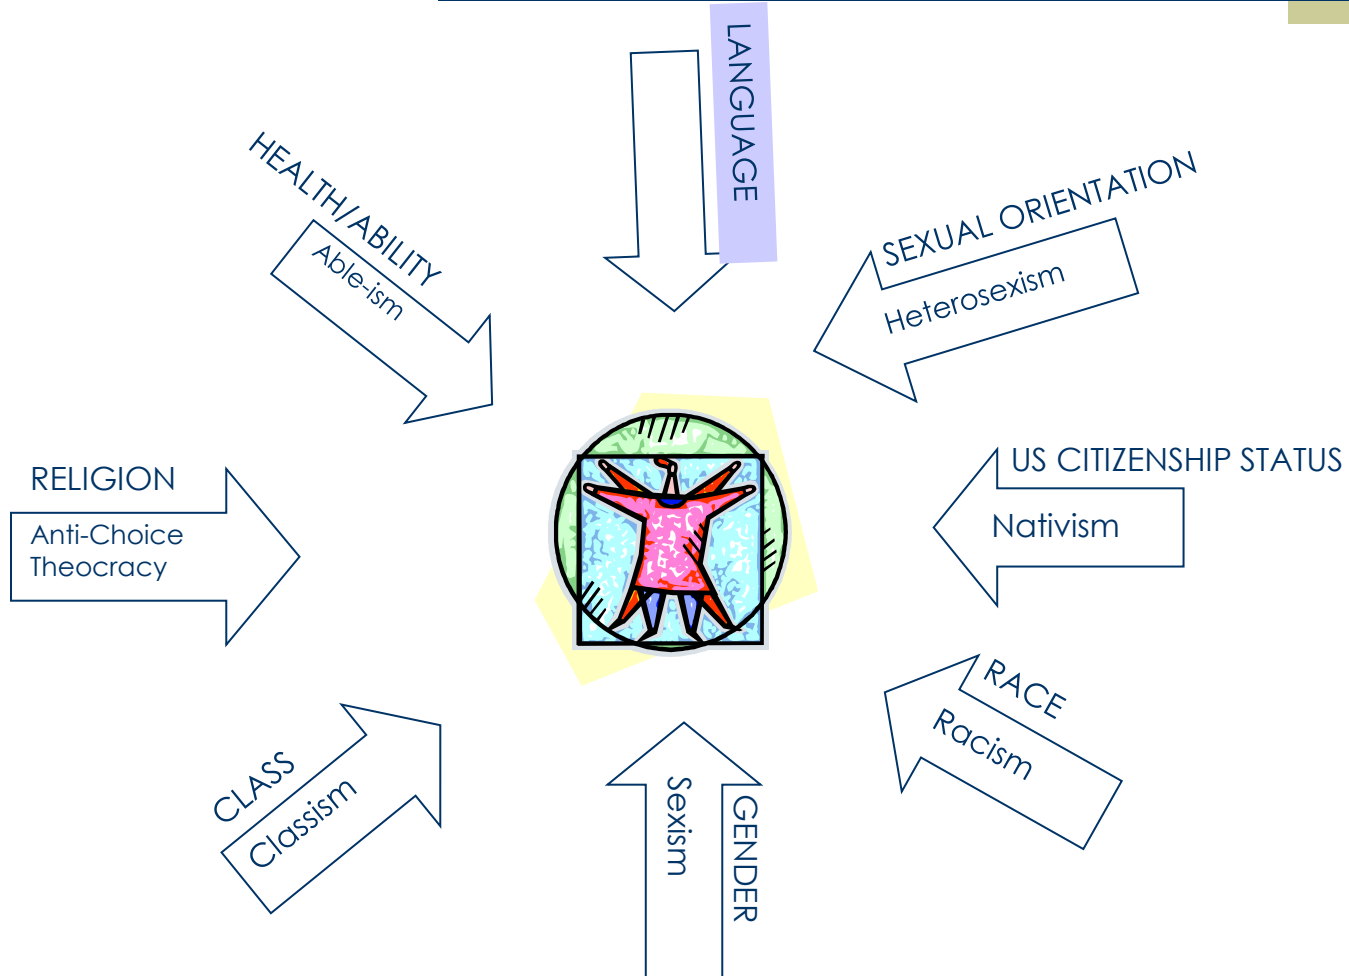 LANGUAGE
HEALTH/ABILITY
Able-ism
SEXUAL ORIENTATION
Heterosexism
RELIGION
Anti-Choice
Theocracy
US CITIZENSHIP STATUS
Nativism
RACE
Racism
CLASS
Classism
GENDER
Sexism